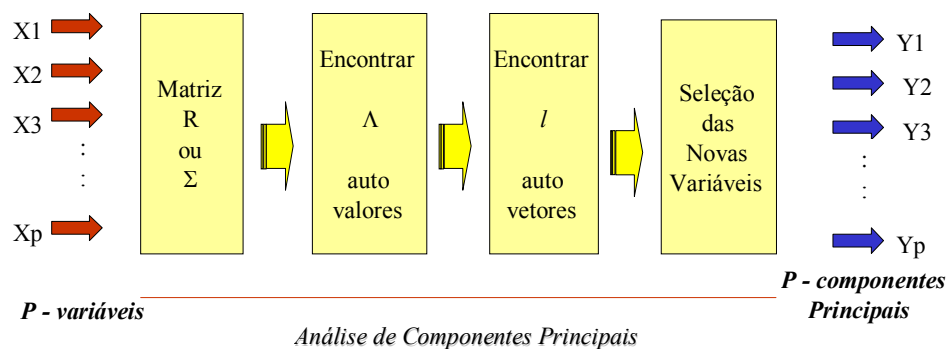 X1
X2
X3
:
:
Xp
P - variáveis
Matriz
R
ou
Σ
Encontrar
Λ
auto
valores
Encontrar
l
auto
vetores
Seleção
das
Novas
Variáveis
Y1
Y2
Y3
:
:
Yp
P - componentes
Principais
Análise de Componentes Principais